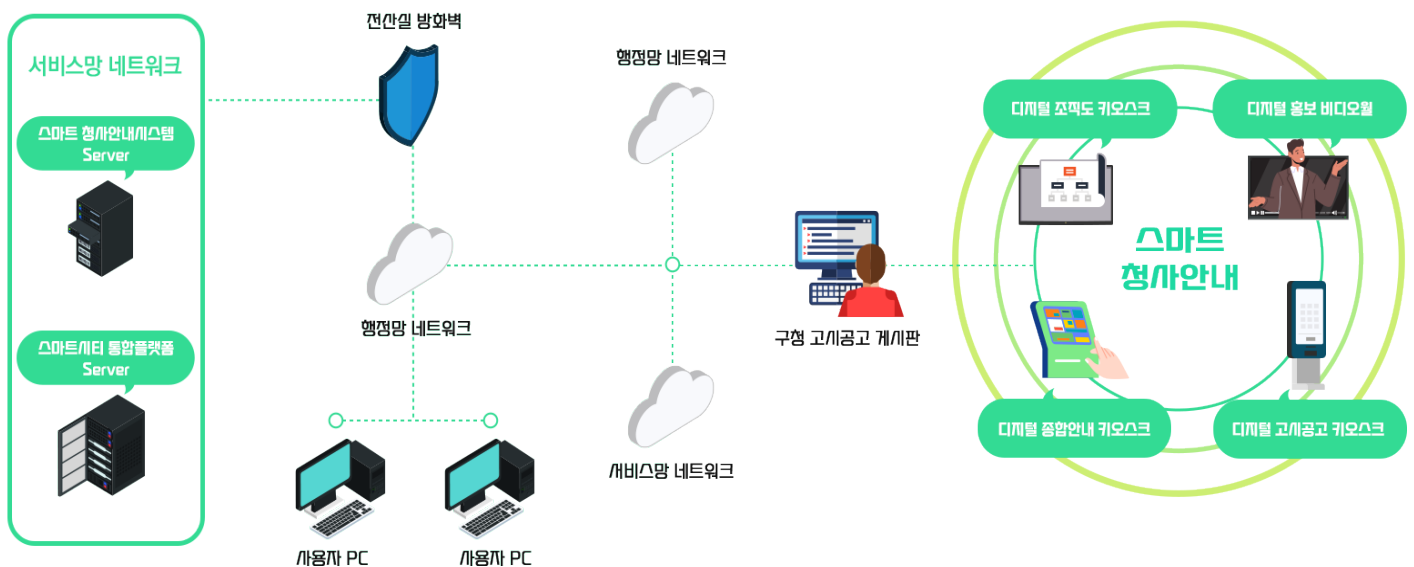 서비스망 네트워크
스마트 청사안내시스템
Server
스마트시티 통합플랫폼
Server
전산실 방화벽
행정망 네트워크
사용자 PC
사용자 PC
행정망 네트워크
서비스망 네트워크
구청 고시공고 게시판
디지털 조직도 키오스크
디지털 홍보 비디오월
스마트
청사안내
디지털 종합안내 키오스크
디지털 고시공고 키오스크